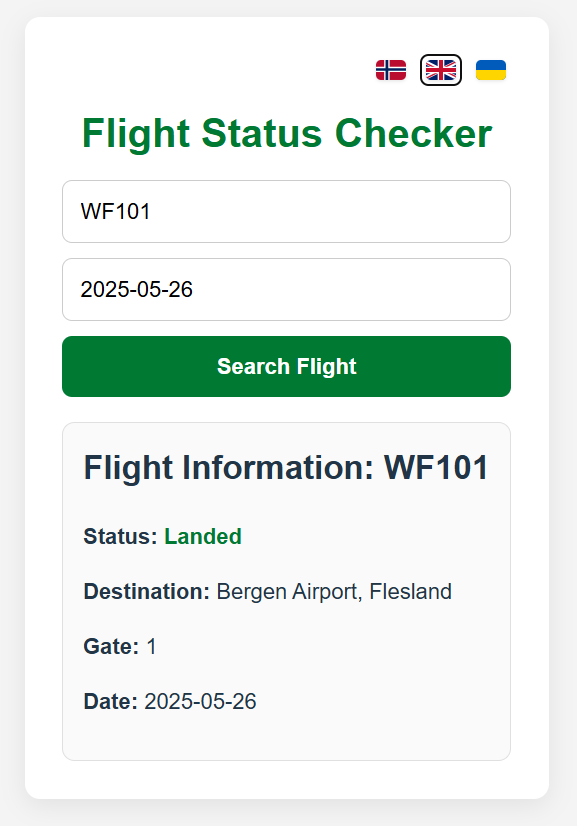 Flight Status Checker
WF101
2025-05-26
Search Flight
Flight Information: WF101
Status: Landed
Destination: Bergen Airport, Flesland
Gate: 1
Date: 2025-05-26